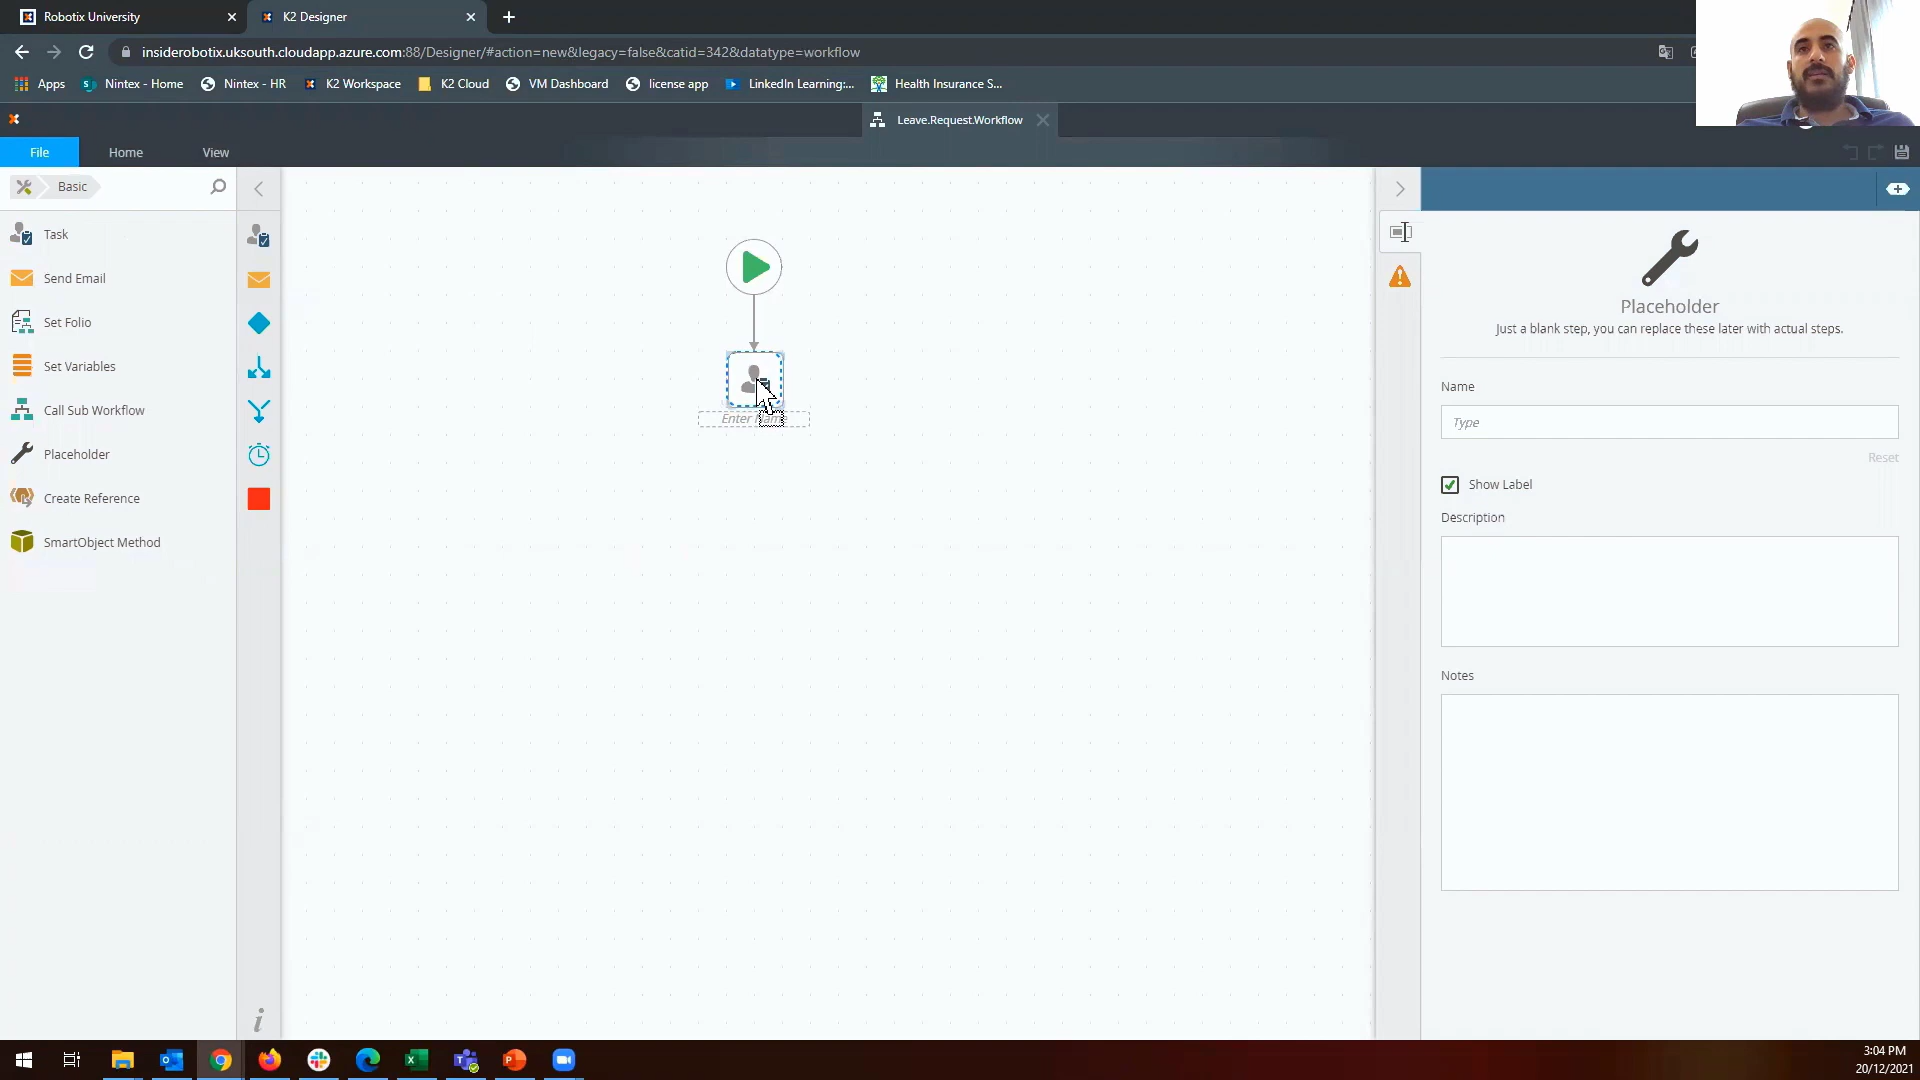 Robotix University
K2 Designer
insiderobotix.uksouth.cloudapp.azure.com:88/Designer/#action=new&legacy=false&catid=342&datatype=workflow
Apps
Nintex - Home
Nintex - HR
K2 Workspace
K2 Cloud
VM Dashboard
license app
LinkedIn Learning:...
Health Insurance S...
Leave.Request.Workflow
File
Home
View
Basic
Task
Send Email
Set Folio
Set Variables
Call Sub Workflow
Placeholder
Create Reference
SmartObject Method
Enter Name
Placeholder
Just a blank step, you can replace these later with actual steps.
Name
Type
Reset
Show Label
Description
Notes
3:04 PM
20/12/2021